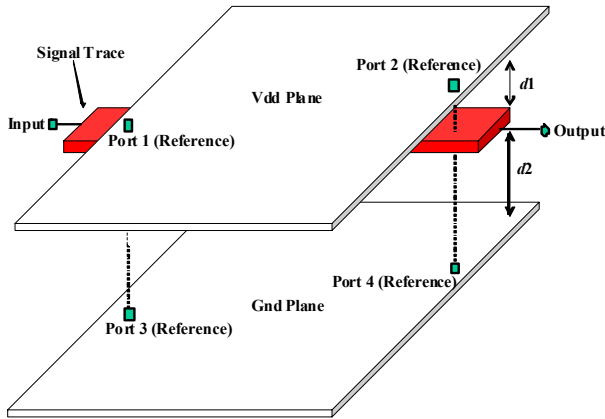 Signal Trace
Port 2 (Reference)
d1
Vdd Plane
Input
Port 1 (Reference)
Output
d2
Port 4 (Reference)
Gnd Plane
Port 3 (Reference)